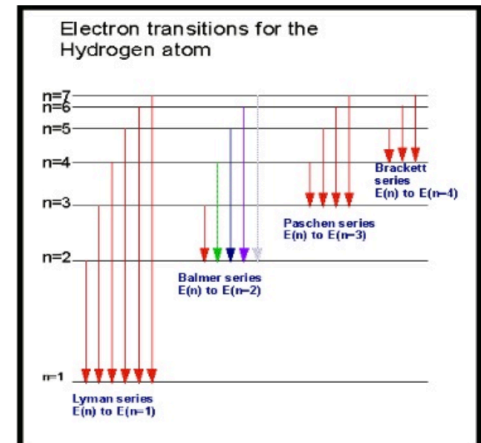 Electron transitions for the
Hydrogen atom
n=7
n=6
n=5
n=4
n=3
n=2
n=1
Brackett
series
E(n) to E(n=4)
Paschen series
E(n) to E(n=3)
Balmer series
E(n) to E(n=2)
Lyman series
E(n) to E(n=1)